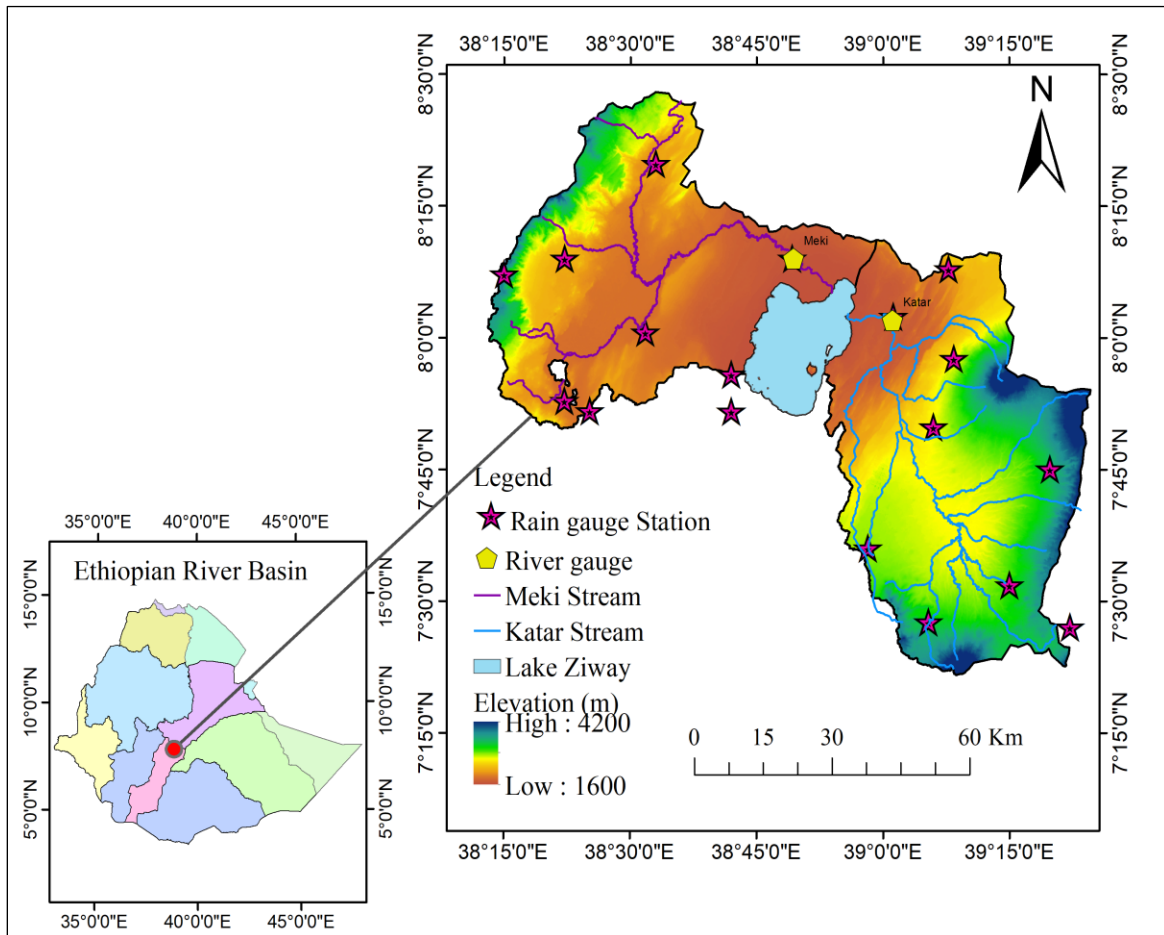 38°15'0"E 38°30'0"E 38°45'0"E 39°0'0"E 39°15'0"E
8°30'0"N 8°30'0"N
N
8°15'0"N 8°15'0"N
Meki
Katar
8°0'0"N 8°0'0"N
7°45'0"N 7°45'0"N
Legend
Rain gauge Station
River gauge
Meki Stream
Katar Stream
Lake Ziway
Elevation (m)
High : 4200
Low : 1600
7°30'0"N 7°30'0"N
7°15'0"N 7°15'0"N
0 15 30 60 Km
38°15'0"E 38°30'0"E 38°45'0"E 39°0'0"E 39°15'0"E
35°0'0"E 40°0'0"E 45°0'0"E
Ethiopian River Basin
15°0'0"N 15°0'0"N
10°0'0"N 10°0'0"N
5°0'0"N 5°0'0"N
35°0'0"E 40°0'0"E 45°0'0"E